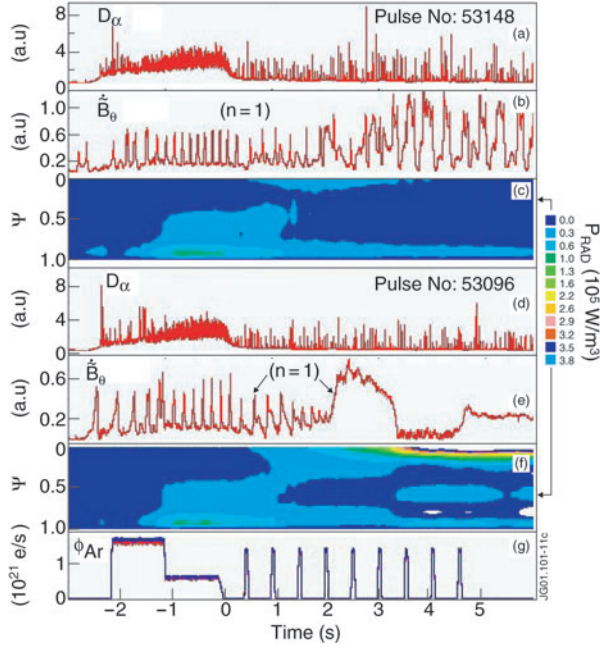 Dα
Pulse No: 53148
(a)
(a.u)
8
4
0
Ḃθ
(n = 1)
(b)
(a.u)
1.0
0.6
0.2
(c)
Ψ
0
0.5
1.0
PRAD (10⁵ W/m³)
0.0
0.3
0.6
1.0
1.3
1.6
2.2
2.6
2.9
3.2
3.5
3.8
Dα
Pulse No: 53096
(d)
(a.u)
8
4
0
B̃θ
(n = 1)
(e)
(a.u)
0.6
0.2
(f)
Ψ
0
0.5
1.0
ϕAr
(g)
(10²¹ e/s)
1
0
−2
−1
0
1
2
3
4
5
Time (s)
JG01.101-11c